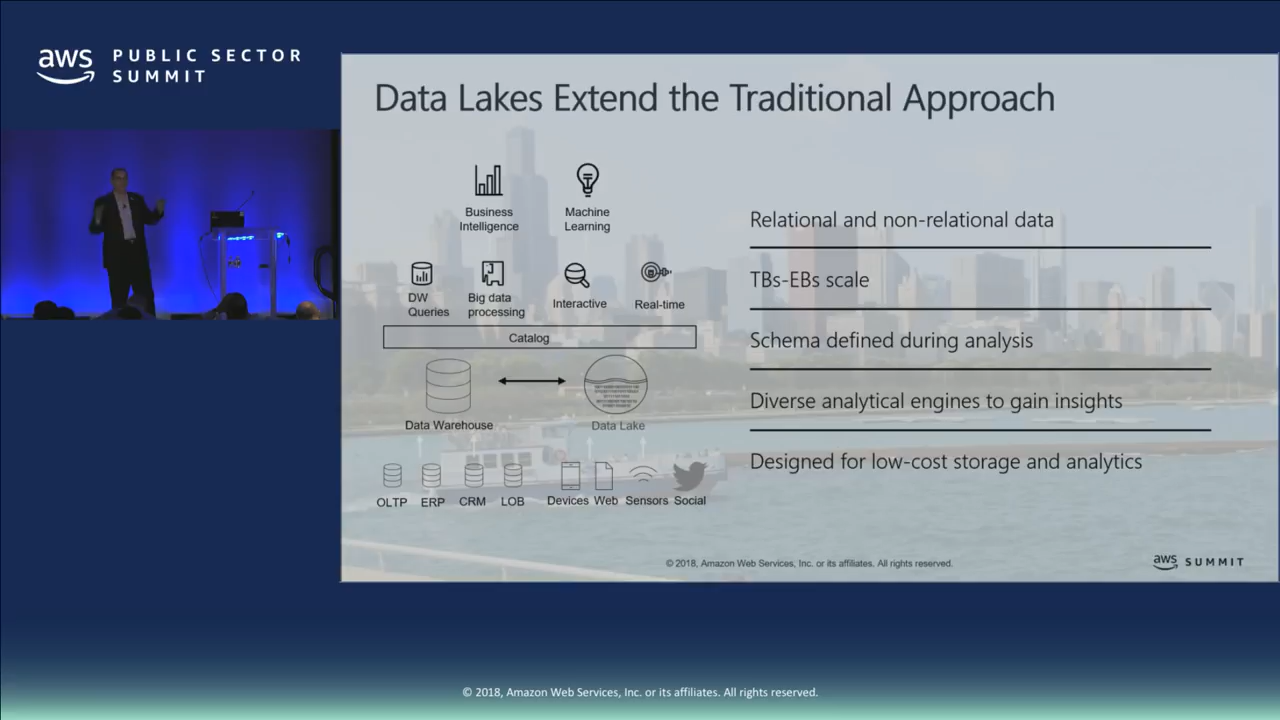 aws PUBLIC SECTOR
SUMMIT
Data Lakes Extend the Traditional Approach
Business
Intelligence
Machine
Learning
DW
Queries
Big data
processing
Interactive
Real-time
Catalog
Data Warehouse
Data Lake
OLTP
ERP
CRM
LOB
Devices
Web
Sensors
Social
Relational and non-relational data
TBs-EBs scale
Schema defined during analysis
Diverse analytical engines to gain insights
Designed for low-cost storage and analytics
© 2018, Amazon Web Services, Inc. or its affiliates. All rights reserved.
aws SUMMIT
© 2018, Amazon Web Services, Inc. or its affiliates. All rights reserved.